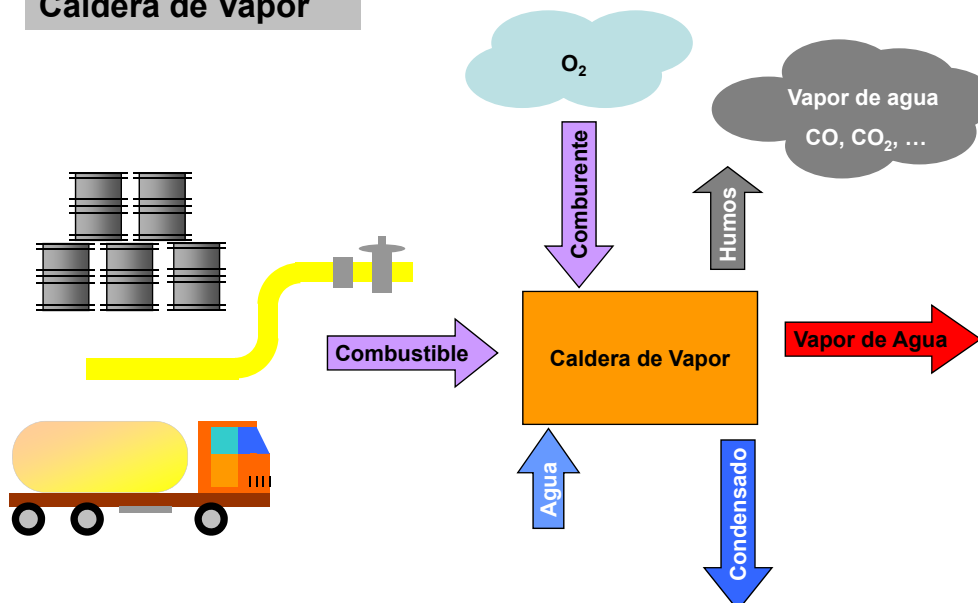 Caldera de Vapor
O₂
Vapor de agua
CO, CO₂, …
Comburente
Humos
Combustible
Caldera de Vapor
Vapor de Agua
Agua
Condensado